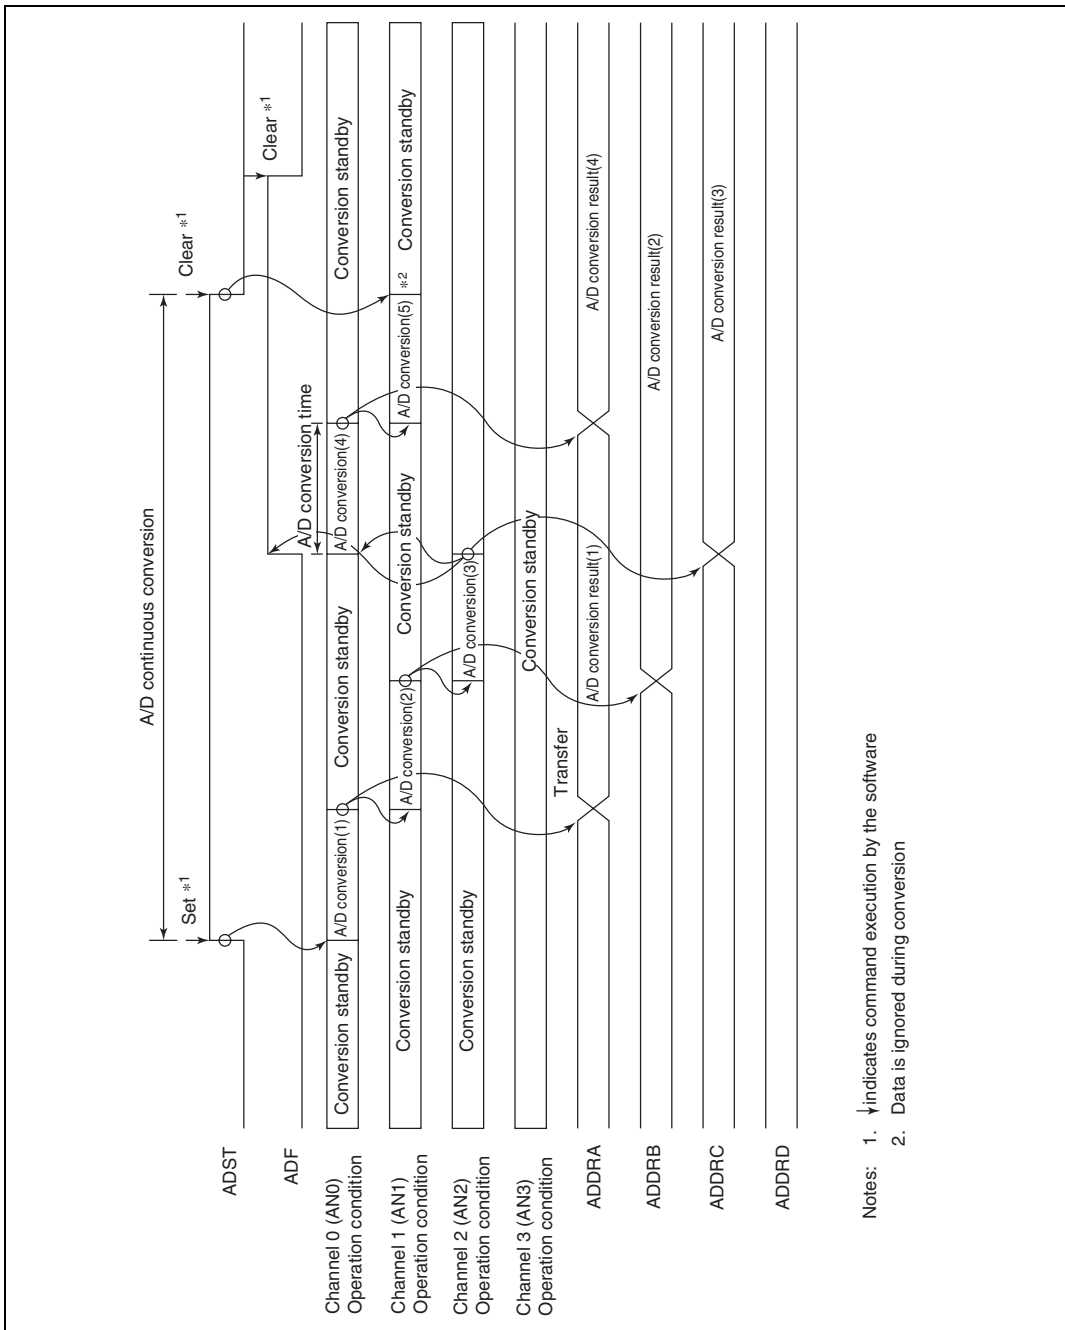 A/D continuous conversion
Set *1
Clear *1
Clear *1
ADST
ADF
A/D conversion time
Channel 0 (AN0)
Operation condition
Conversion standby
A/D conversion(1)
Conversion standby
A/D conversion(4)
Conversion standby
Channel 1 (AN1)
Operation condition
Conversion standby
A/D conversion(2)
Conversion standby
A/D conversion(5)
*2
Conversion standby
Channel 2 (AN2)
Operation condition
Conversion standby
A/D conversion(3)
Channel 3 (AN3)
Operation condition
Conversion standby
Transfer
ADDRA
A/D conversion result(1)
A/D conversion result(4)
ADDRB
A/D conversion result(2)
ADDRC
A/D conversion result(3)
ADDRD
Notes: 1. ↓ indicates command execution by the software
2. Data is ignored during conversion